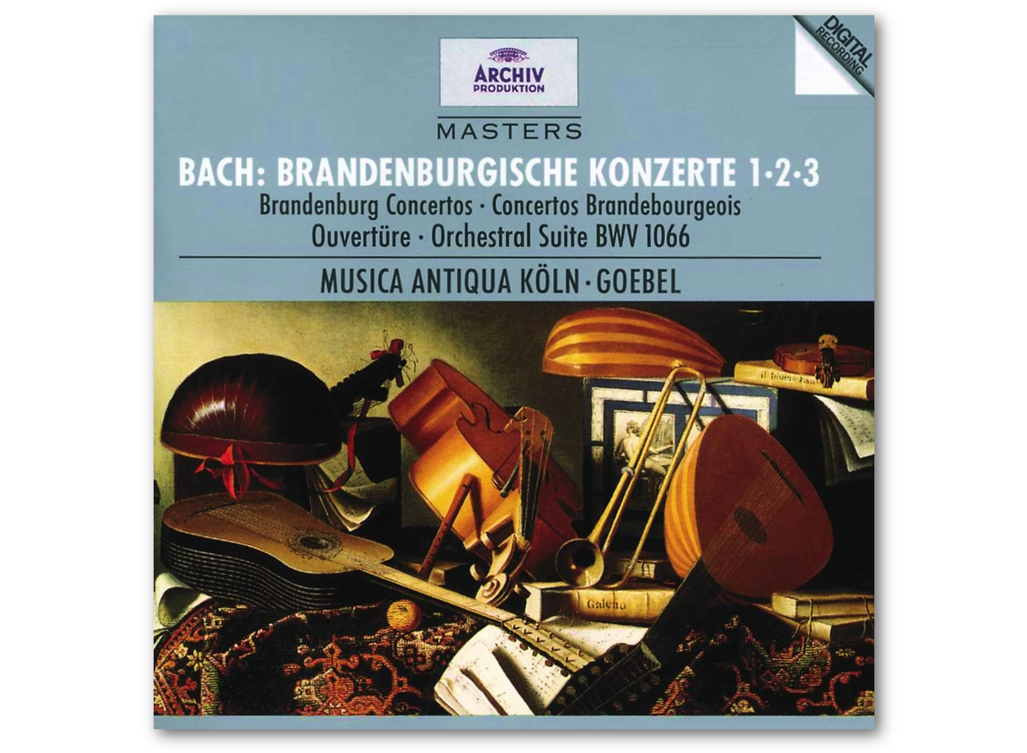 DIGITAL
RECORDING
ARCHIV
PRODUKTION
MASTERS
BACH: BRANDENBURGISCHE KONZERTE 1·2·3
Brandenburg Concertos · Concertos Brandebourgeois
Ouvertüre · Orchestral Suite BWV 1066
MUSICA ANTIQUA KÖLN · GOEBEL
Galeno